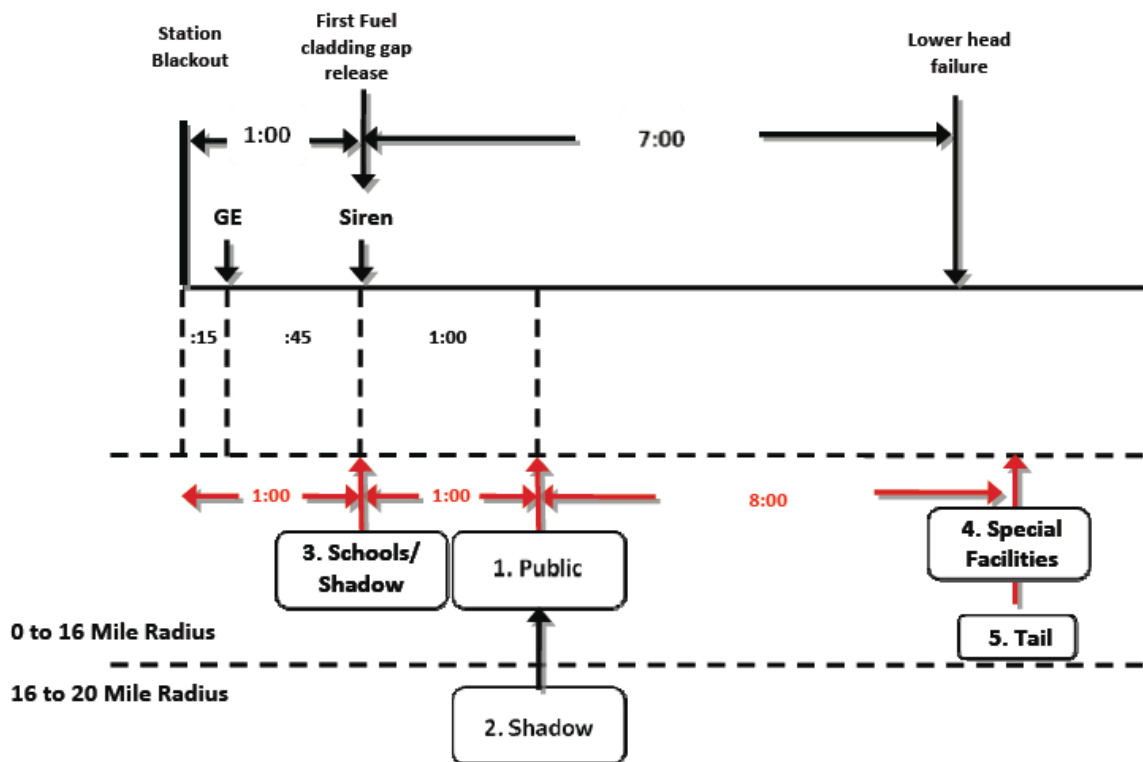 Station
Blackout
First Fuel
cladding gap
release
Lower head
failure
1:00
7:00
GE
Siren
:15
:45
1:00
1:00
1:00
8:00
3. Schools/
Shadow
1. Public
4. Special
Facilities
5. Tail
0 to 16 Mile Radius
16 to 20 Mile Radius
2. Shadow